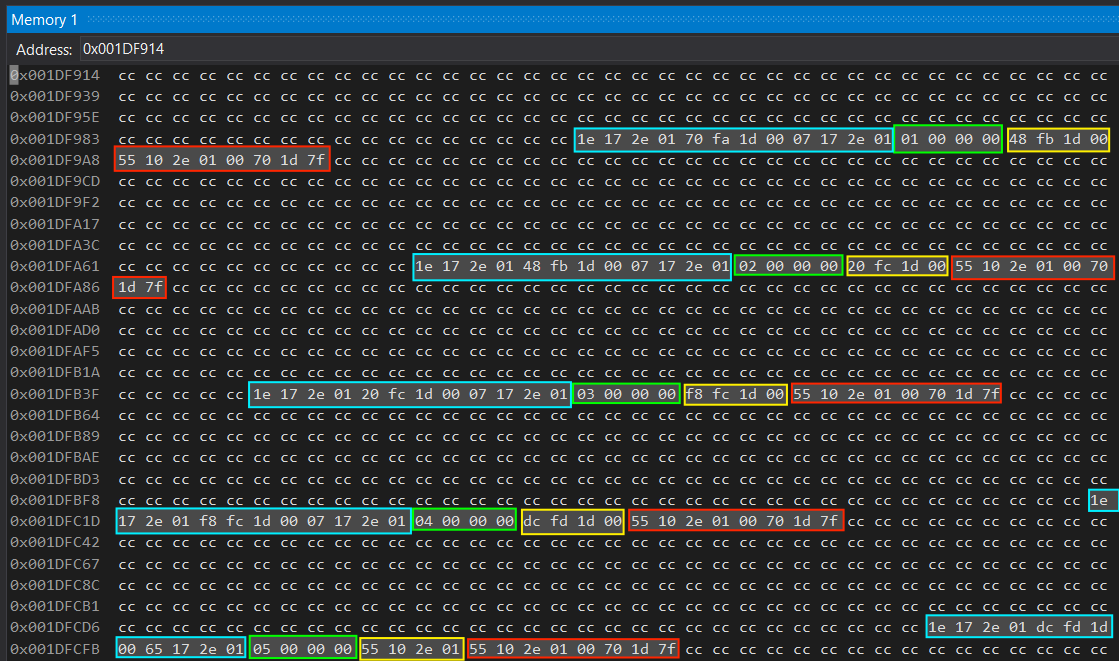 Memory 1
Address: 0x001DF914
0x001DF914 cc cc cc cc cc cc cc cc cc cc cc cc cc cc cc cc cc cc cc cc cc cc cc cc cc cc cc cc cc cc cc cc cc cc cc cc cc
0x001DF939 cc cc cc cc cc cc cc cc cc cc cc cc cc cc cc cc cc cc cc cc cc cc cc cc cc cc cc cc cc cc cc cc cc cc cc cc cc
0x001DF95E cc cc cc cc cc cc cc cc cc cc cc cc cc cc cc cc cc cc cc cc cc cc cc cc cc cc cc cc cc cc cc cc cc cc cc cc cc
0x001DF983 cc cc cc cc cc cc cc cc cc cc cc cc cc cc cc cc cc 1e 17 2e 01 70 fa 1d 00 07 17 2e 01 01 00 00 00 48 fb 1d 00
0x001DF9A8 55 10 2e 01 00 70 1d 7f cc cc cc cc cc cc cc cc cc cc cc cc cc cc cc cc cc cc cc cc cc cc cc cc cc cc cc cc cc
0x001DF9CD cc cc cc cc cc cc cc cc cc cc cc cc cc cc cc cc cc cc cc cc cc cc cc cc cc cc cc cc cc cc cc cc cc cc cc cc cc
0x001DF9F2 cc cc cc cc cc cc cc cc cc cc cc cc cc cc cc cc cc cc cc cc cc cc cc cc cc cc cc cc cc cc cc cc cc cc cc cc cc
0x001DFA17 cc cc cc cc cc cc cc cc cc cc cc cc cc cc cc cc cc cc cc cc cc cc cc cc cc cc cc cc cc cc cc cc cc cc cc cc cc
0x001DFA3C cc cc cc cc cc cc cc cc cc cc cc cc cc cc cc cc cc cc cc cc cc cc cc cc cc cc cc cc cc cc cc cc cc cc cc cc cc
0x001DFA61 cc cc cc cc cc cc cc cc cc cc cc 1e 17 2e 01 48 fb 1d 00 07 17 2e 01 02 00 00 00 20 fc 1d 00 55 10 2e 01 00 70
0x001DFA86 1d 7f cc cc cc cc cc cc cc cc cc cc cc cc cc cc cc cc cc cc cc cc cc cc cc cc cc cc cc cc cc cc cc cc cc cc cc
0x001DFAAB cc cc cc cc cc cc cc cc cc cc cc cc cc cc cc cc cc cc cc cc cc cc cc cc cc cc cc cc cc cc cc cc cc cc cc cc cc
0x001DFAD0 cc cc cc cc cc cc cc cc cc cc cc cc cc cc cc cc cc cc cc cc cc cc cc cc cc cc cc cc cc cc cc cc cc cc cc cc cc
0x001DFAF5 cc cc cc cc cc cc cc cc cc cc cc cc cc cc cc cc cc cc cc cc cc cc cc cc cc cc cc cc cc cc cc cc cc cc cc cc cc
0x001DFB1A cc cc cc cc cc cc cc cc cc cc cc cc cc cc cc cc cc cc cc cc cc cc cc cc cc cc cc cc cc cc cc cc cc cc cc cc cc
0x001DFB3F cc cc cc cc cc 1e 17 2e 01 20 fc 1d 00 07 17 2e 01 03 00 00 00 f8 fc 1d 00 55 10 2e 01 00 70 1d 7f cc cc cc cc
0x001DFB64 cc cc cc cc cc cc cc cc cc cc cc cc cc cc cc cc cc cc cc cc cc cc cc cc cc cc cc cc cc cc cc cc cc cc cc cc cc
0x001DFB89 cc cc cc cc cc cc cc cc cc cc cc cc cc cc cc cc cc cc cc cc cc cc cc cc cc cc cc cc cc cc cc cc cc cc cc cc cc
0x001DFBAE cc cc cc cc cc cc cc cc cc cc cc cc cc cc cc cc cc cc cc cc cc cc cc cc cc cc cc cc cc cc cc cc cc cc cc cc cc
0x001DFBD3 cc cc cc cc cc cc cc cc cc cc cc cc cc cc cc cc cc cc cc cc cc cc cc cc cc cc cc cc cc cc cc cc cc cc cc cc cc
0x001DFBF8 cc cc cc cc cc cc cc cc cc cc cc cc cc cc cc cc cc cc cc cc cc cc cc cc cc cc cc cc cc cc cc cc cc cc cc cc 1e
0x001DFC1D 17 2e 01 f8 fc 1d 00 07 17 2e 01 04 00 00 00 dc fd 1d 00 55 10 2e 01 00 70 1d 7f cc cc cc cc cc cc cc cc cc cc
0x001DFC42 cc cc cc cc cc cc cc cc cc cc cc cc cc cc cc cc cc cc cc cc cc cc cc cc cc cc cc cc cc cc cc cc cc cc cc cc cc
0x001DFC67 cc cc cc cc cc cc cc cc cc cc cc cc cc cc cc cc cc cc cc cc cc cc cc cc cc cc cc cc cc cc cc cc cc cc cc cc cc
0x001DFC8C cc cc cc cc cc cc cc cc cc cc cc cc cc cc cc cc cc cc cc cc cc cc cc cc cc cc cc cc cc cc cc cc cc cc cc cc cc
0x001DFCB1 cc cc cc cc cc cc cc cc cc cc cc cc cc cc cc cc cc cc cc cc cc cc cc cc cc cc cc cc cc cc cc cc cc cc cc cc cc
0x001DFCD6 cc cc cc cc cc cc cc cc cc cc cc cc cc cc cc cc cc cc cc cc cc cc cc cc cc cc cc cc cc cc 1e 17 2e 01 dc fd 1d
0x001DFCFB 00 65 17 2e 01 05 00 00 00 55 10 2e 01 55 10 2e 01 00 70 1d 7f cc cc cc cc cc cc cc cc cc cc cc cc cc cc cc cc